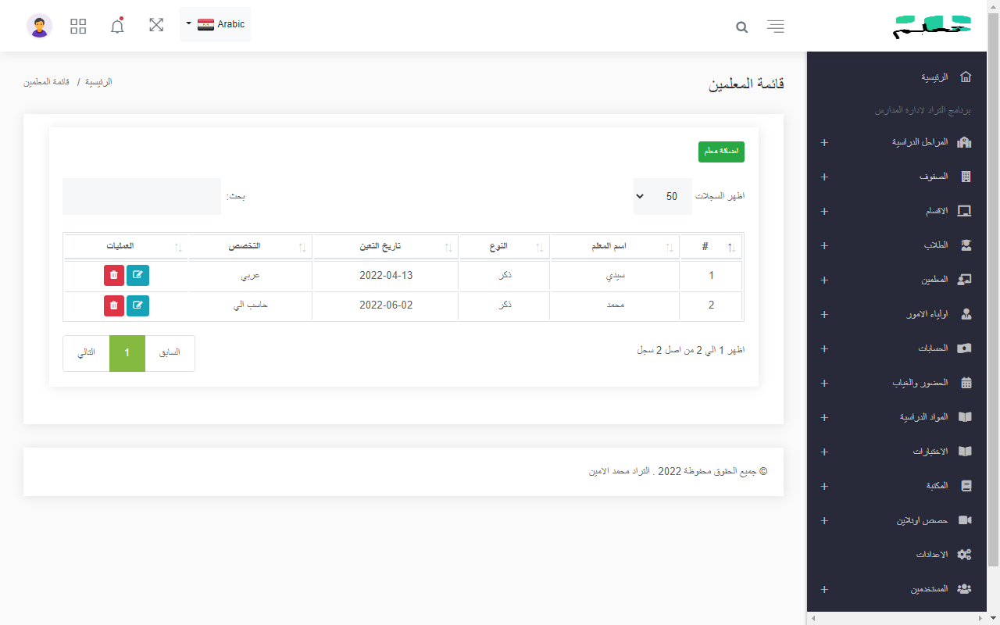 Arabic
الرئيسية
برنامج التراد لادارة المدارس
المراحل الدراسية
الصفوف
الاقسام
الطلاب
المعلمين
اولياء الامور
الحسابات
الحضور والغياب
المواد الدراسية
الاختبارات
المكتبة
حصص اونلاين
الاعدادات
المستخدمين
قائمة المعلمين
الرئيسية / قائمة المعلمين
اضافة معلم
اظهر السجلات 50
بحث:
# اسم المعلم النوع تاريخ التعين التخصص العمليات
1 سيدي ذكر 2022-04-13 عربي
2 محمد ذكر 2022-06-02 حاسب الي
اظهر 1 الي 2 من اصل 2 سجل
السابق 1 التالي
© جميع الحقوق محفوظة 2022 . التراد محمد الامين